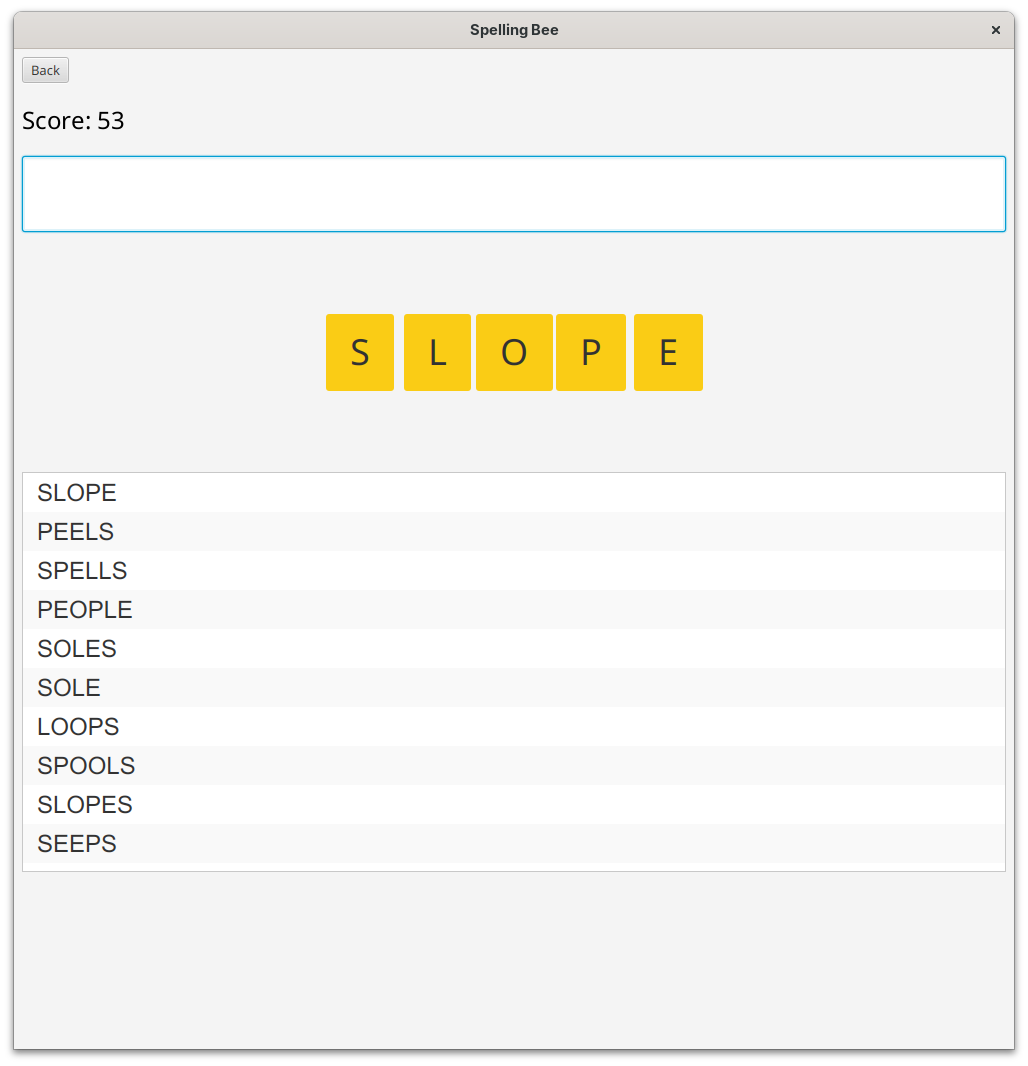 Spelling Bee ×
Back
Score: 53
S L O P E
SLOPE
PEELS
SPELLS
PEOPLE
SOLES
SOLE
LOOPS
SPOOLS
SLOPES
SEEPS